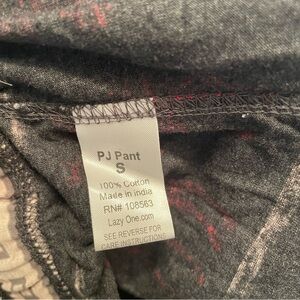 PJ Pant
S
100% Cotton
Made in India
RN# 108563
Lazy One.com
SEE REVERSE FOR
CARE INSTRUCTIONS